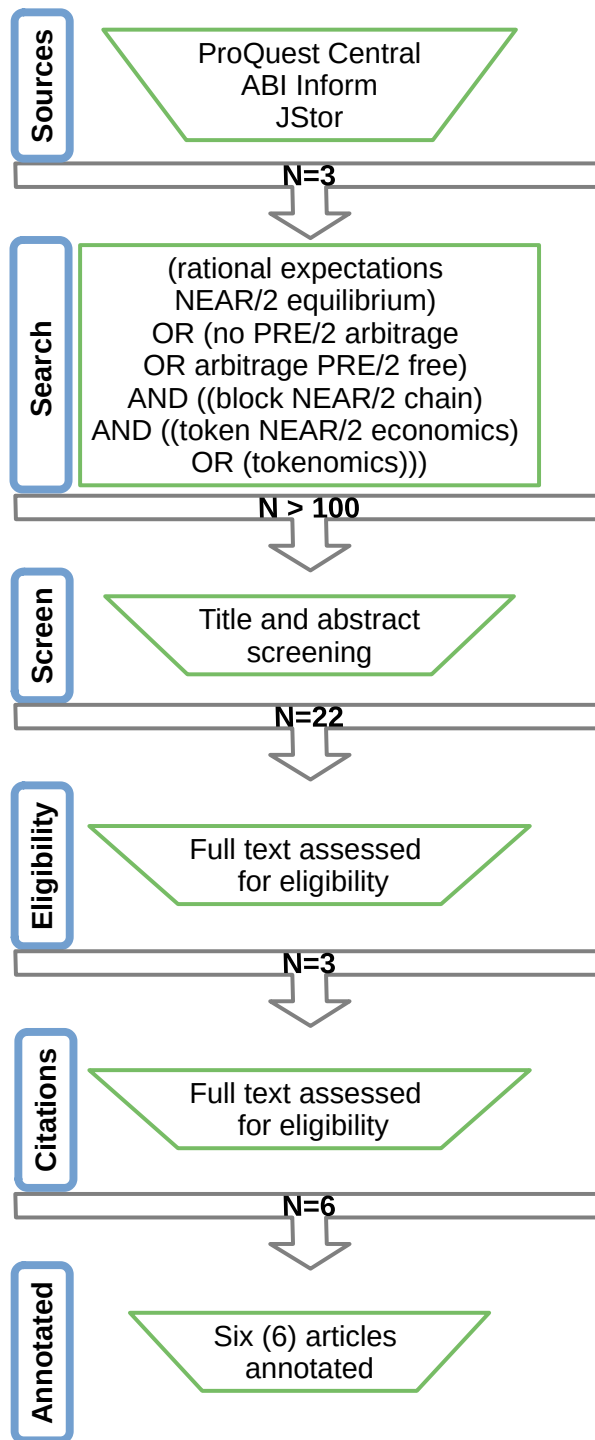 Sources
ProQuest Central
ABI Inform
JStor
N=3
Search
(rational expectations
NEAR/2 equilibrium)
OR (no PRE/2 arbitrage
OR arbitrage PRE/2 free)
AND ((block NEAR/2 chain)
AND ((token NEAR/2 economics)
OR (tokenomics)))
N > 100
Screen
Title and abstract
screening
N=22
Eligibility
Full text assessed
for eligibility
N=3
Citations
Full text assessed
for eligibility
N=6
Annotated
Six (6) articles
annotated